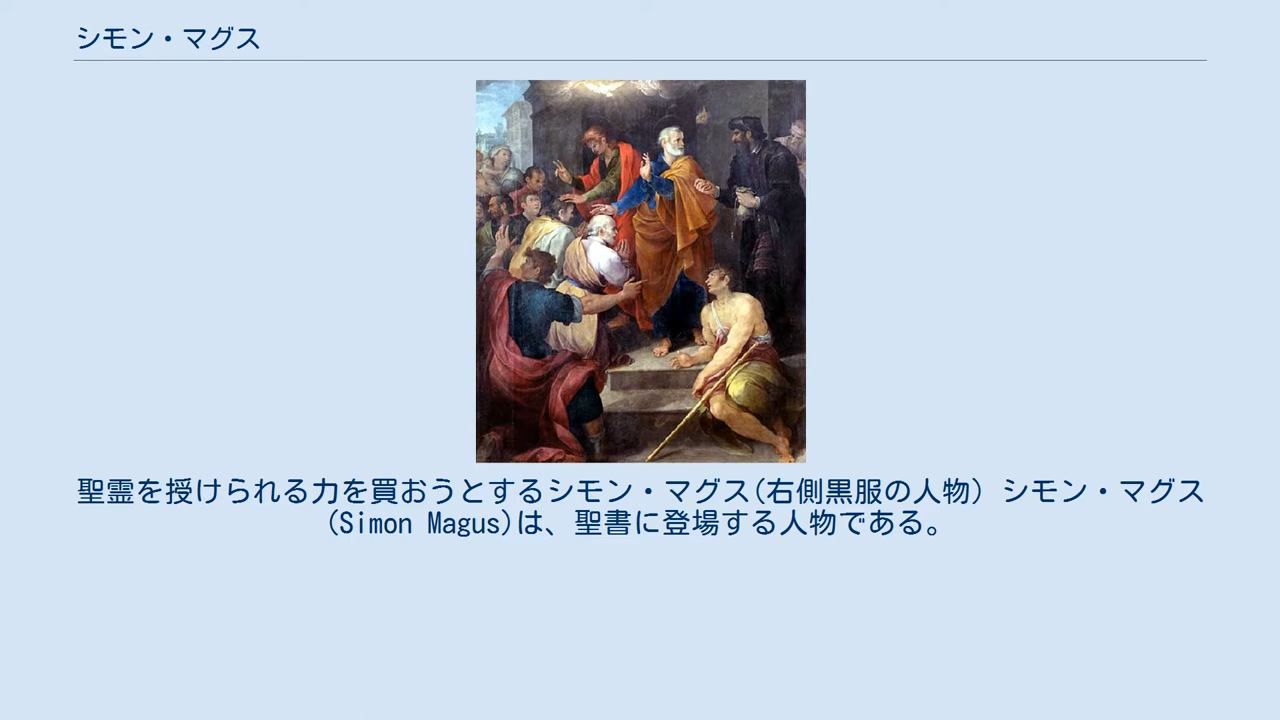 シモン・マグス
聖霊を授けられる力を買おうとするシモン・マグス(右側黒服の人物) シモン・マグス
(Simon Magus)は、聖書に登場する人物である。